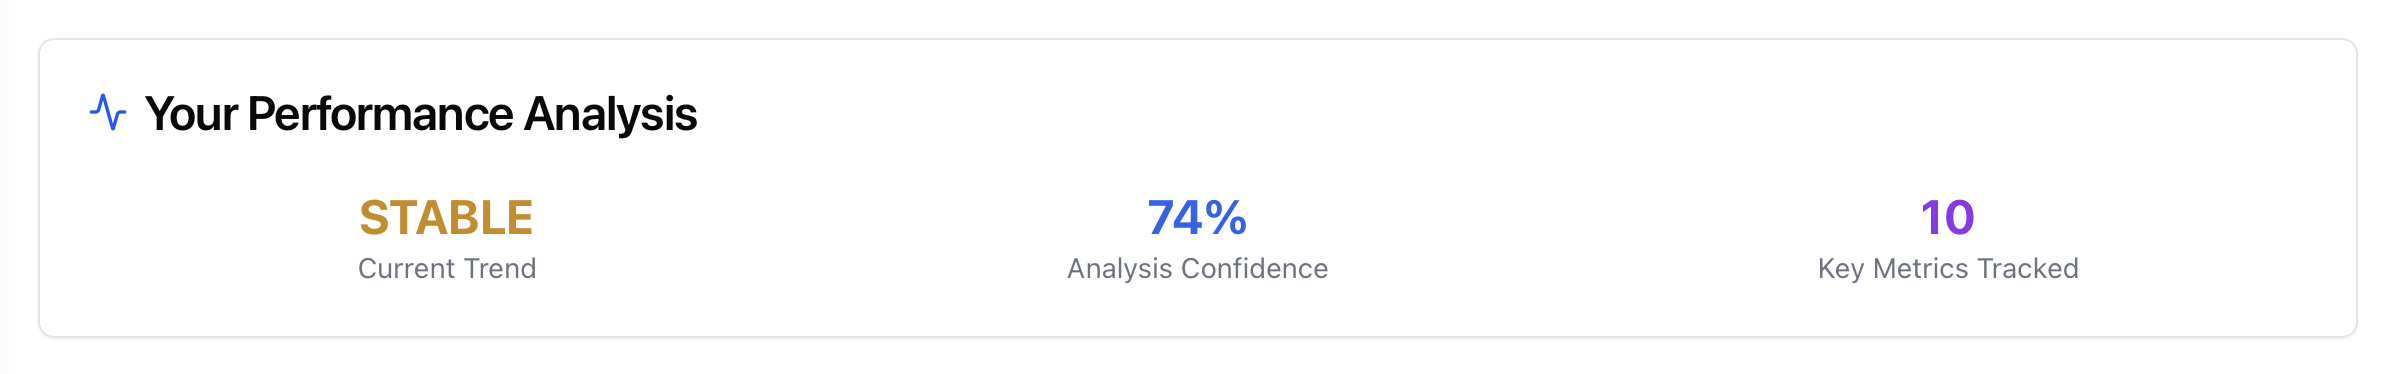 Your Performance Analysis
STABLE
Current Trend
74%
Analysis Confidence
10
Key Metrics Tracked